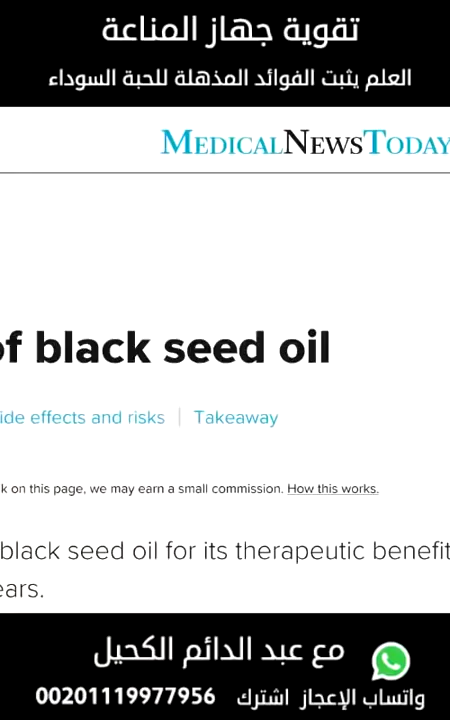 تقوية جهاز المناعة
العلم يثبت الفوائد المذهلة للحبة السوداء
MEDICALNEWSTODAY
of black seed oil
ide effects and risks | Takeaway
k on this page, we may earn a small commission. How this works.
black seed oil for its therapeutic benefit
ears.
مع عبد الدائم الكحيل
واتساب الإعجاز اشترك 00201119977956